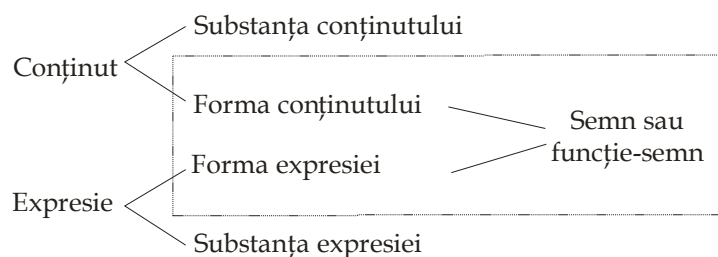 Substanța conținutului
Conținut
Forma conținutului
Semn sau
funcție-semn
Forma expresiei
Expresie
Substanța expresiei